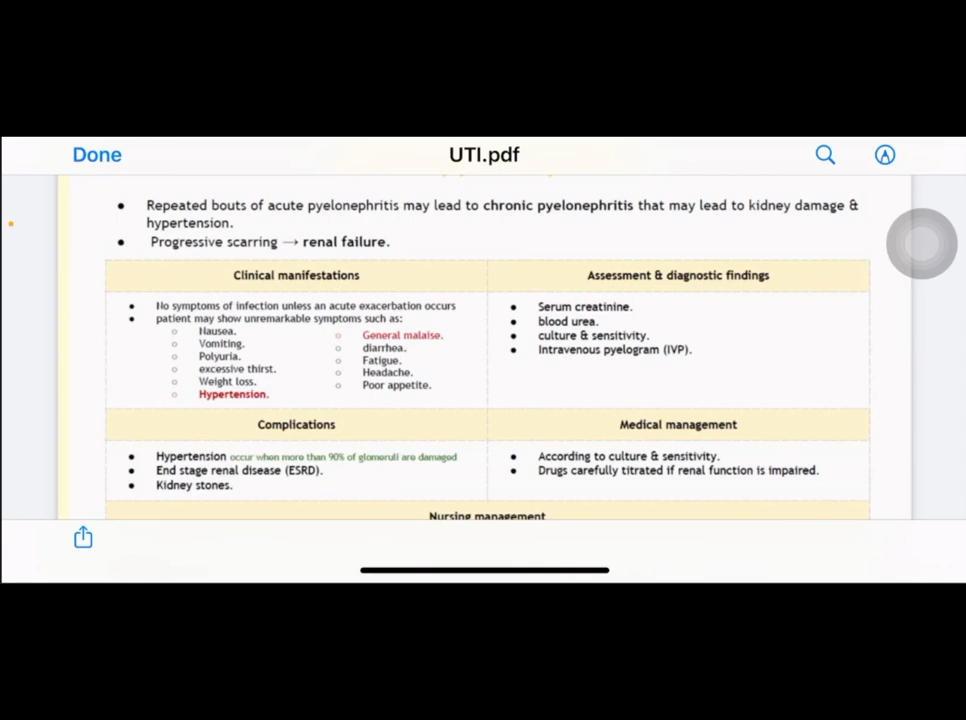 Done
UTI.pdf
Repeated bouts of acute pyelonephritis may lead to chronic pyelonephritis that may lead to kidney damage &
hypertension.
Progressive scarring → renal failure.
Clinical manifestations
No symptoms of infection unless an acute exacerbation occurs
patient may show unremarkable symptoms such as:
Nausea.
Vomiting.
Polyuria.
excessive thirst.
Weight loss.
Hypertension.
General malaise.
diarrhea.
Fatigue.
Headache.
Poor appetite.
Assessment & diagnostic findings
Serum creatinine.
blood urea.
culture & sensitivity.
Intravenous pyelogram (IVP).
Complications
Hypertension occur when more than 90% of glomeruli are damaged
End stage renal disease (ESRD).
Kidney stones.
Medical management
According to culture & sensitivity.
Drugs carefully titrated if renal function is impaired.
Nursing management